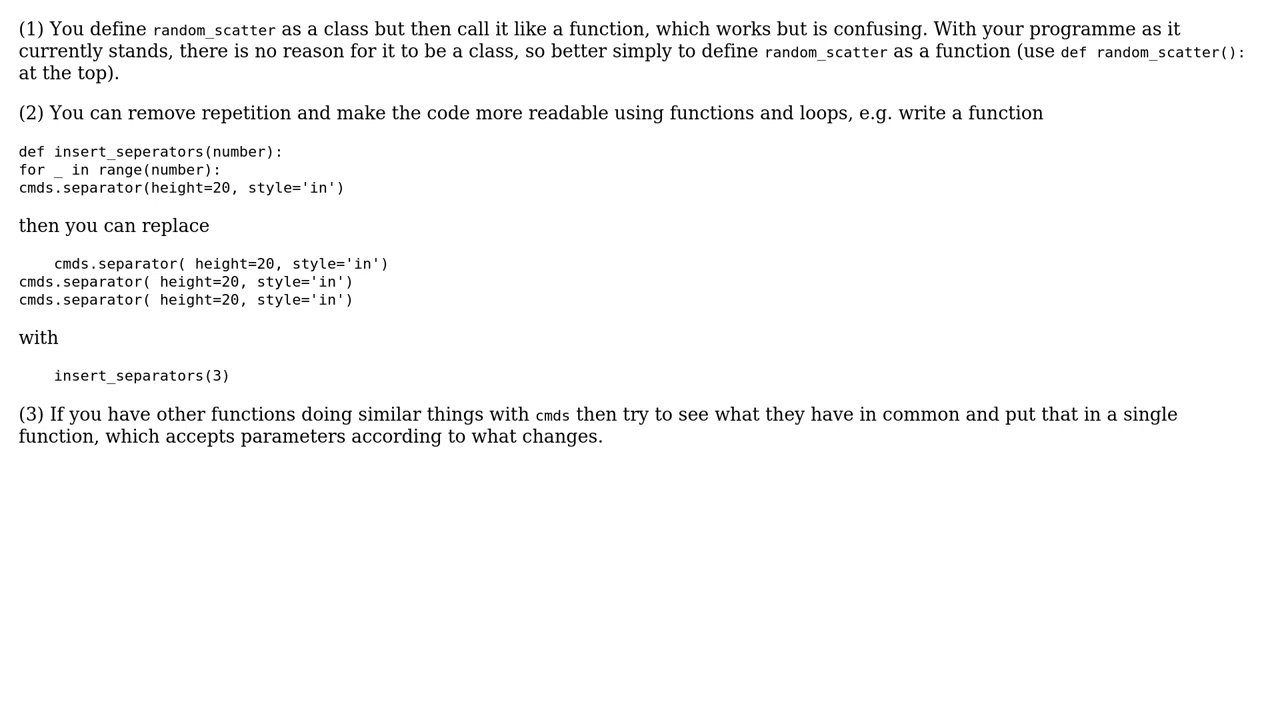 (1) You define random_scatter as a class but then call it like a function, which works but is confusing. With your programme as it
currently stands, there is no reason for it to be a class, so better simply to define random_scatter as a function (use def random_scatter():
at the top).
(2) You can remove repetition and make the code more readable using functions and loops, e.g. write a function
def insert_seperators(number):
for _ in range(number):
cmds.separator(height=20, style='in')
then you can replace
    cmds.separator( height=20, style='in')
cmds.separator( height=20, style='in')
cmds.separator( height=20, style='in')
with
    insert_separators(3)
(3) If you have other functions doing similar things with cmds then try to see what they have in common and put that in a single
function, which accepts parameters according to what changes.